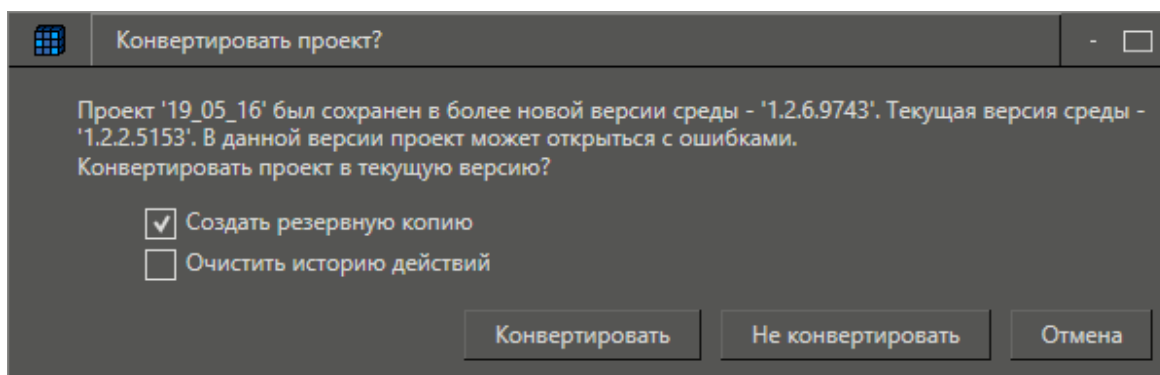 Конвертировать проект?
Проект '19_05_16' был сохранен в более новой версии среды - '1.2.6.9743'. Текущая версия среды -
'1.2.2.5153'. В данной версии проект может открыться с ошибками.
Конвертировать проект в текущую версию?
Создать резервную копию
Очистить историю действий
Конвертировать Не конвертировать Отмена